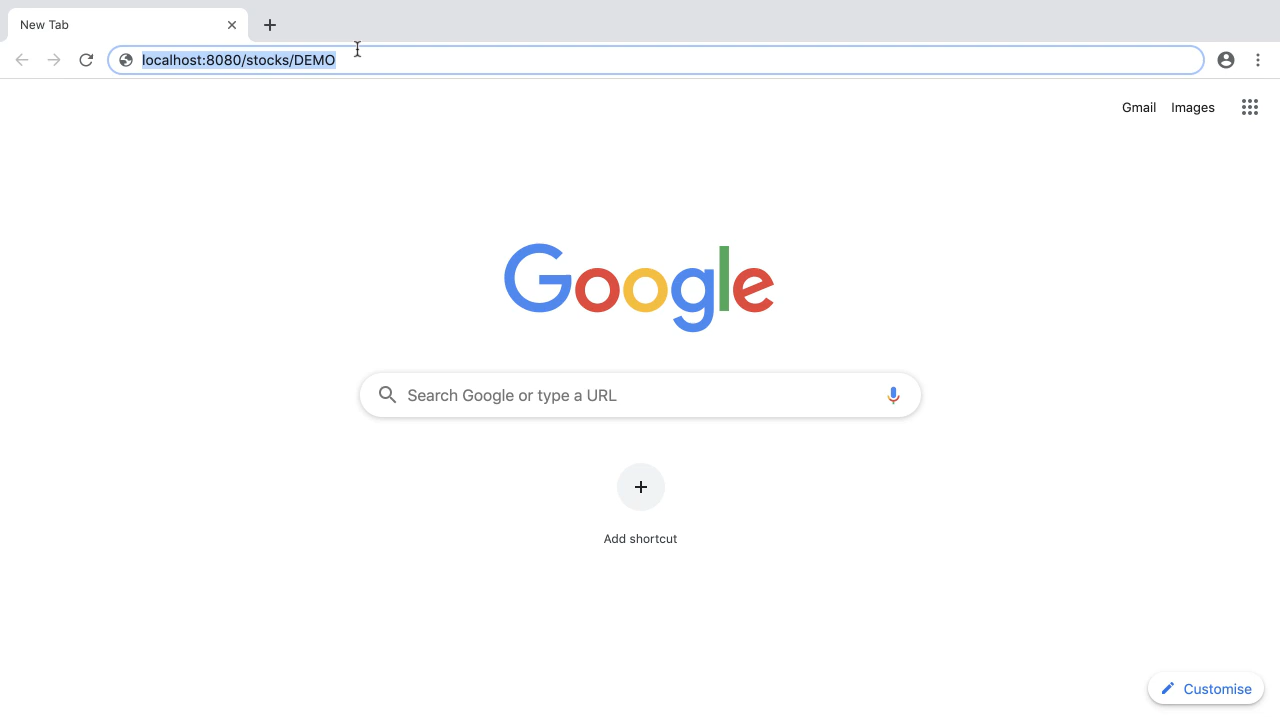 New Tab
localhost:8080/stocks/DEMO
Gmail Images
Google
Search Google or type a URL
Add shortcut
Customise